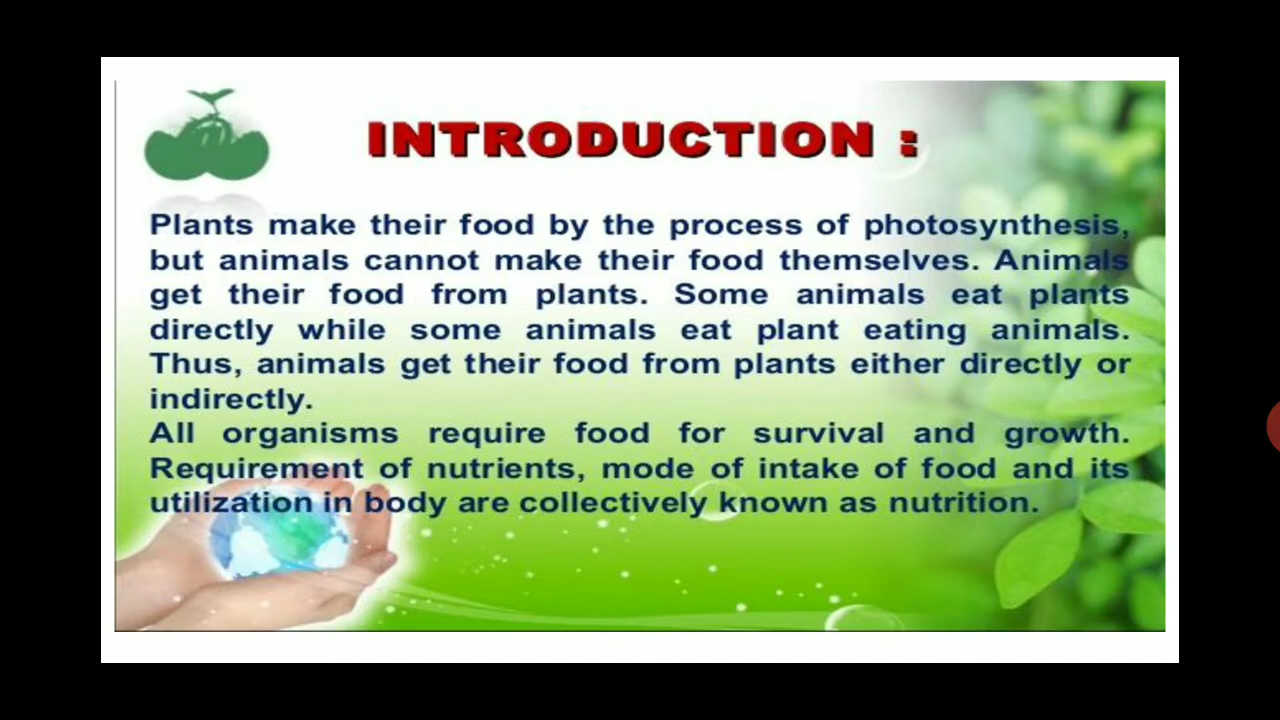 INTRODUCTION :
Plants make their food by the process of photosynthesis,
but animals cannot make their food themselves. Animals
get their food from plants. Some animals eat plants
directly while some animals eat plant eating animals.
Thus, animals get their food from plants either directly or
indirectly.
All organisms require food for survival and growth.
Requirement of nutrients, mode of intake of food and its
utilization in body are collectively known as nutrition.